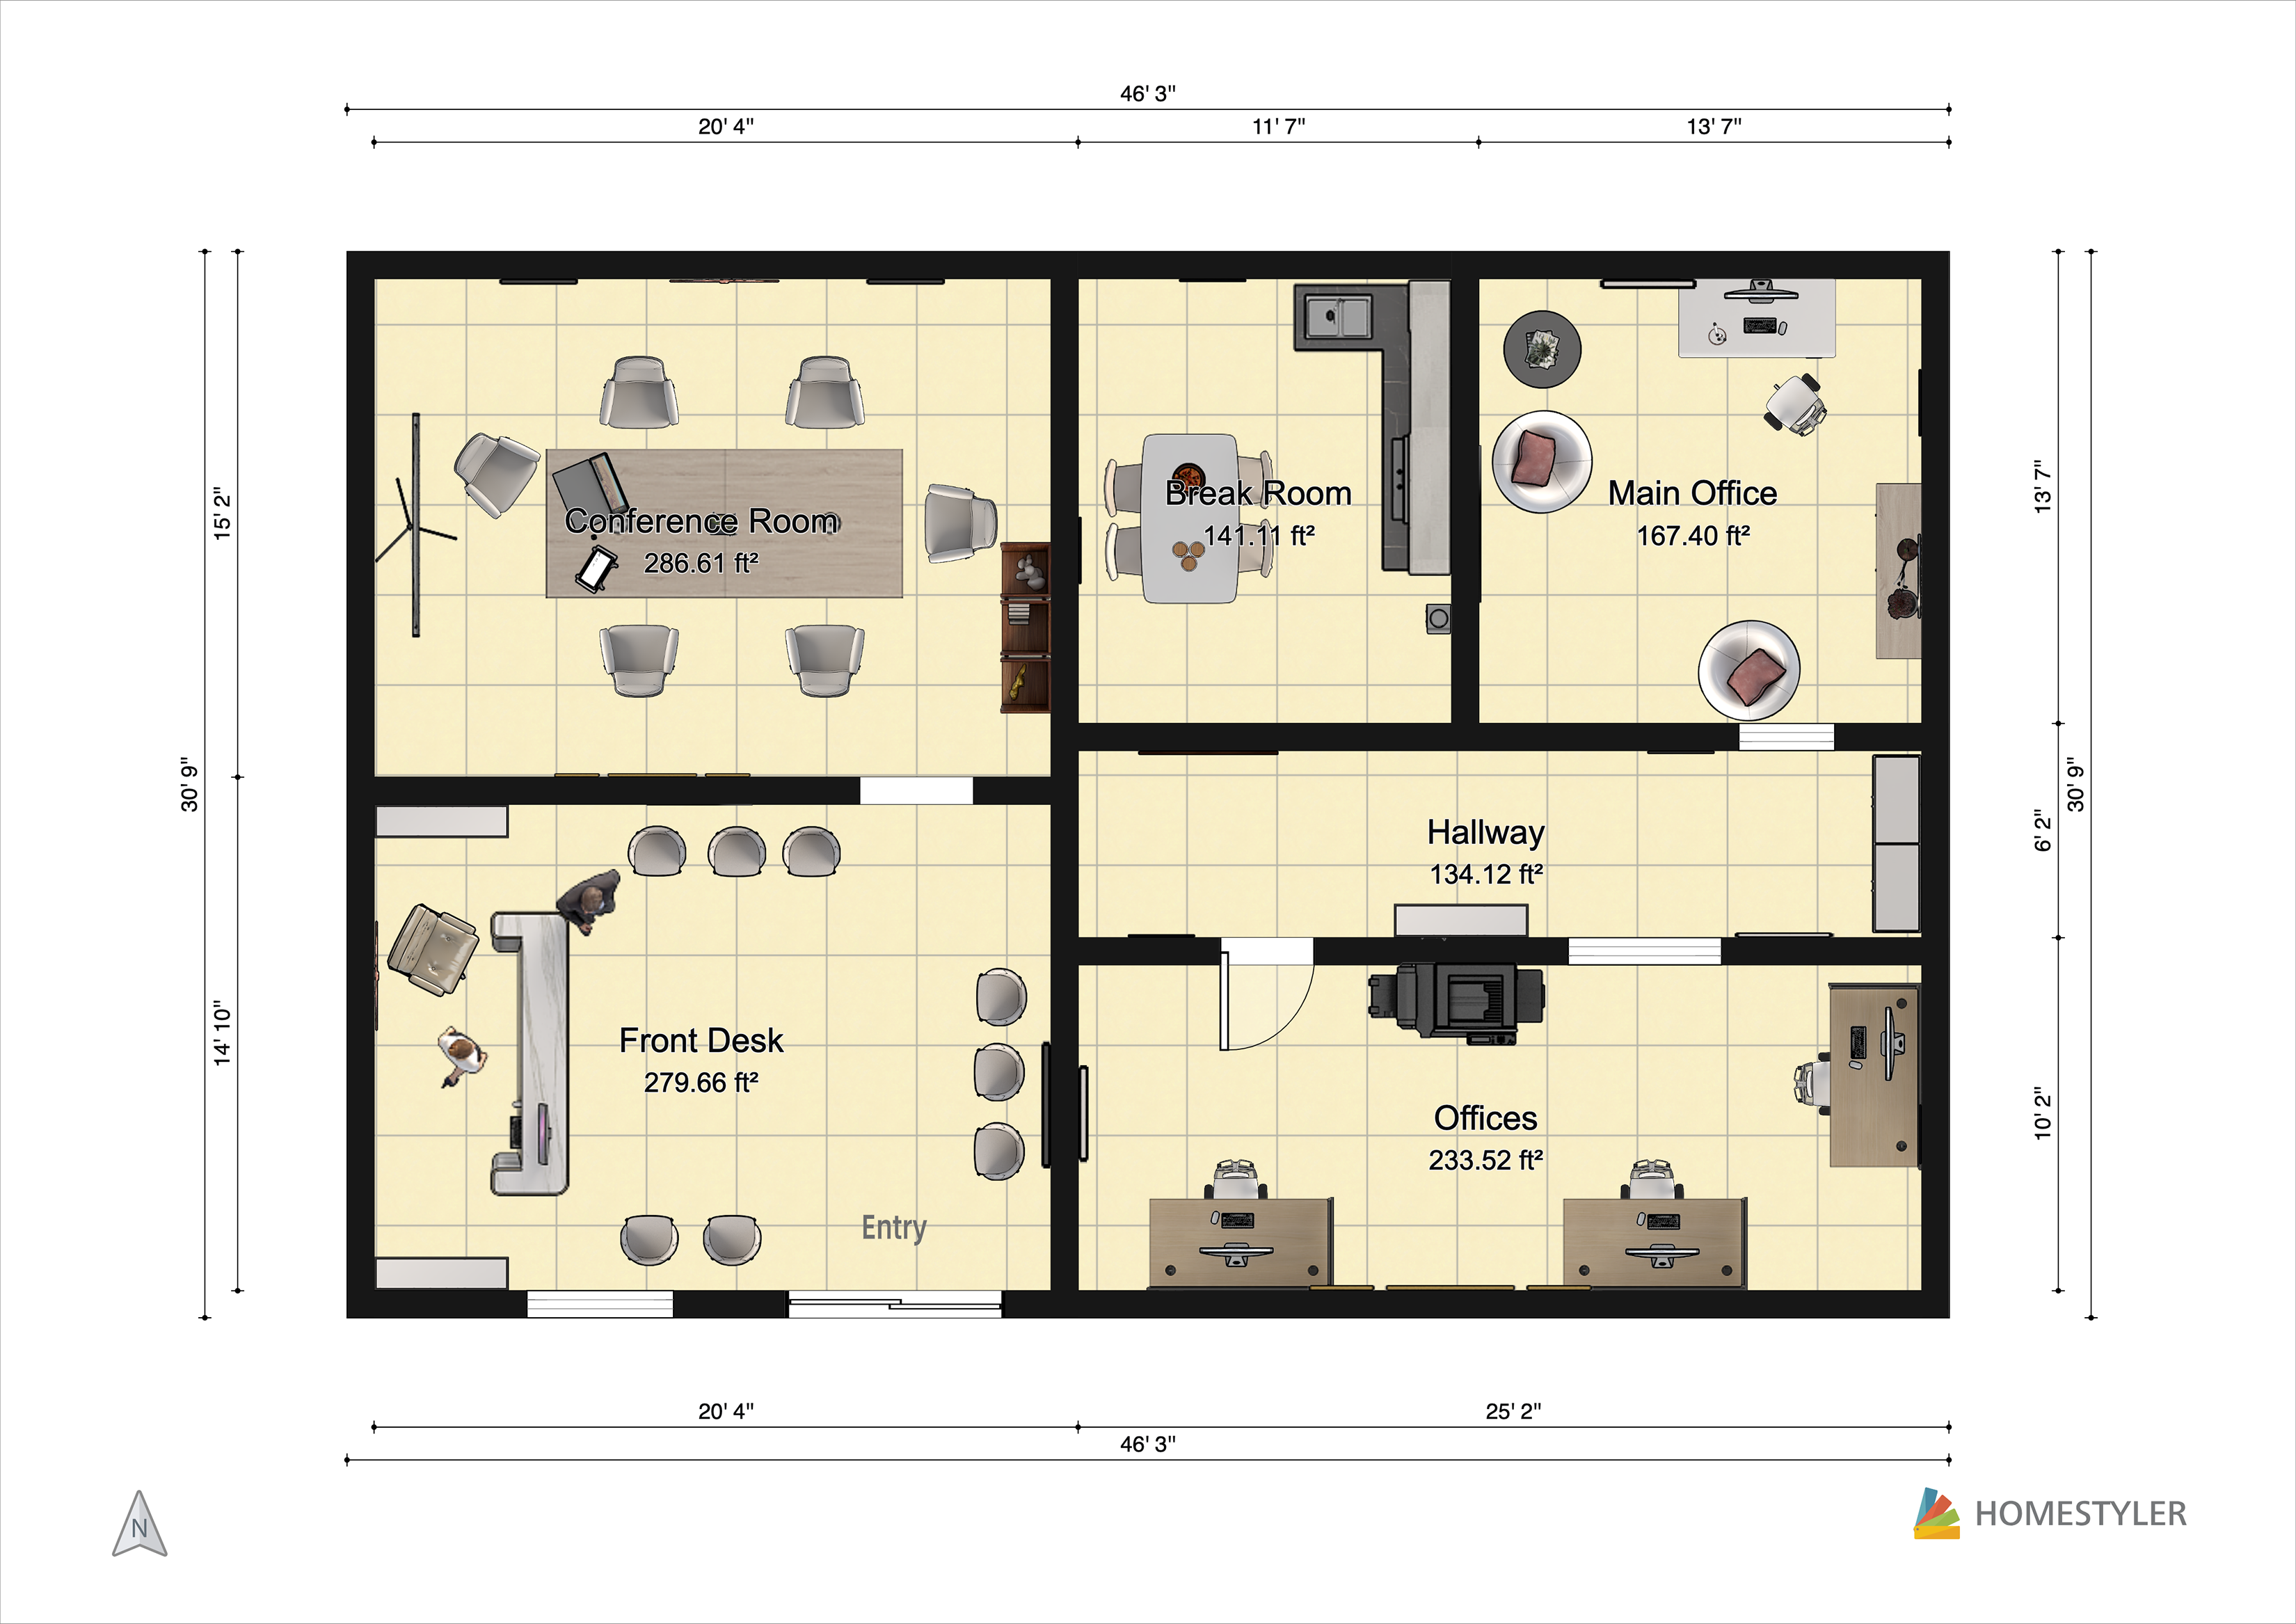 46' 3"
20' 4"
11' 7"
13' 7"
Conference Room
286.61 ft²
Break Room
141.11 ft²
Main Office
167.40 ft²
15' 2"
30' 9"
14' 10"
13' 7"
6' 2"
30' 9"
10' 2"
Hallway
134.12 ft²
Front Desk
279.66 ft²
Offices
233.52 ft²
Entry
20' 4"
25' 2"
46' 3"
N
HOMESTYLER